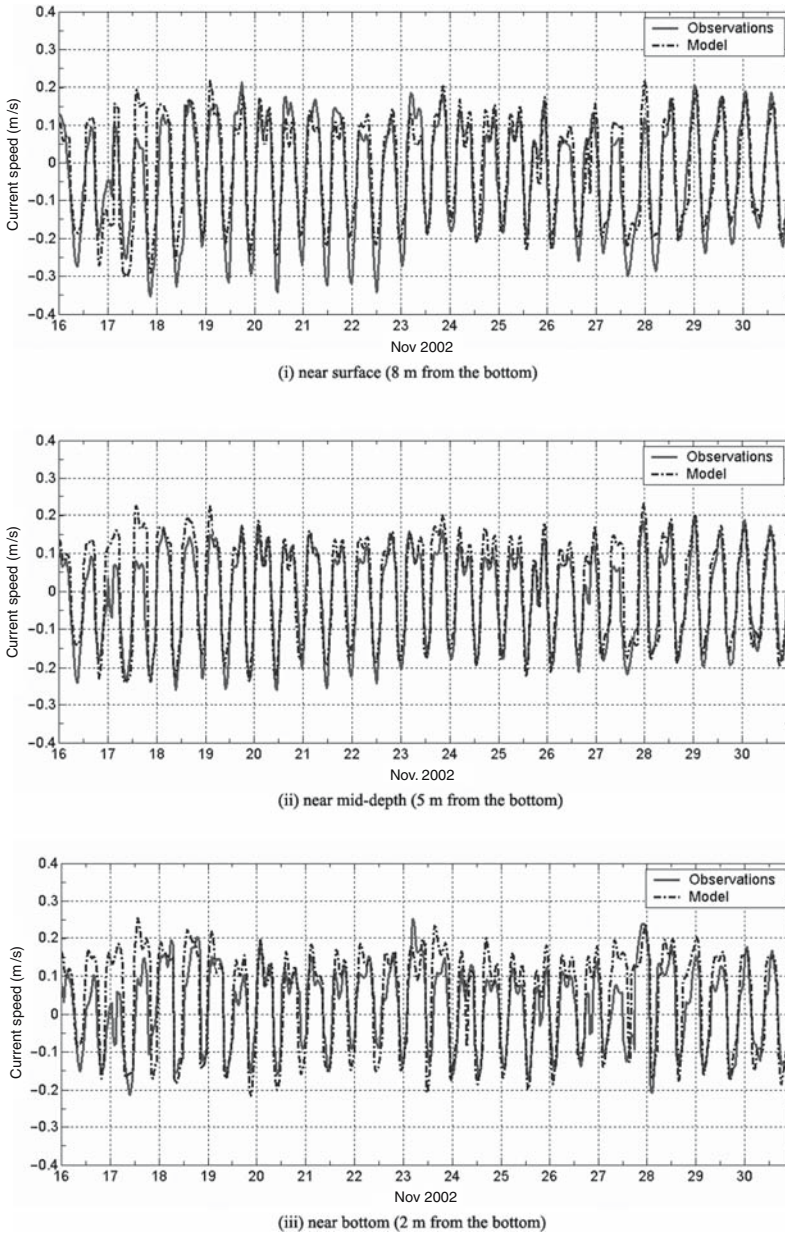 0.4
Observations
Model
0.3
0.2
0.1
0
−0.1
−0.2
−0.3
−0.4
Current speed (m/s)
16 17 18 19 20 21 22 23 24 25 26 27 28 29 30
Nov 2002
(i) near surface (8 m from the bottom)
0.4
Observations
Model
0.3
0.2
0.1
0
−0.1
−0.2
−0.3
−0.4
Current speed (m/s)
16 17 18 19 20 21 22 23 24 25 26 27 28 29 30
Nov. 2002
(ii) near mid-depth (5 m from the bottom)
0.4
Observations
Model
0.3
0.2
0.1
0
−0.1
−0.2
−0.3
−0.4
Current speed (m/s)
16 17 18 19 20 21 22 23 24 25 26 27 28 29 30
Nov 2002
(iii) near bottom (2 m from the bottom)